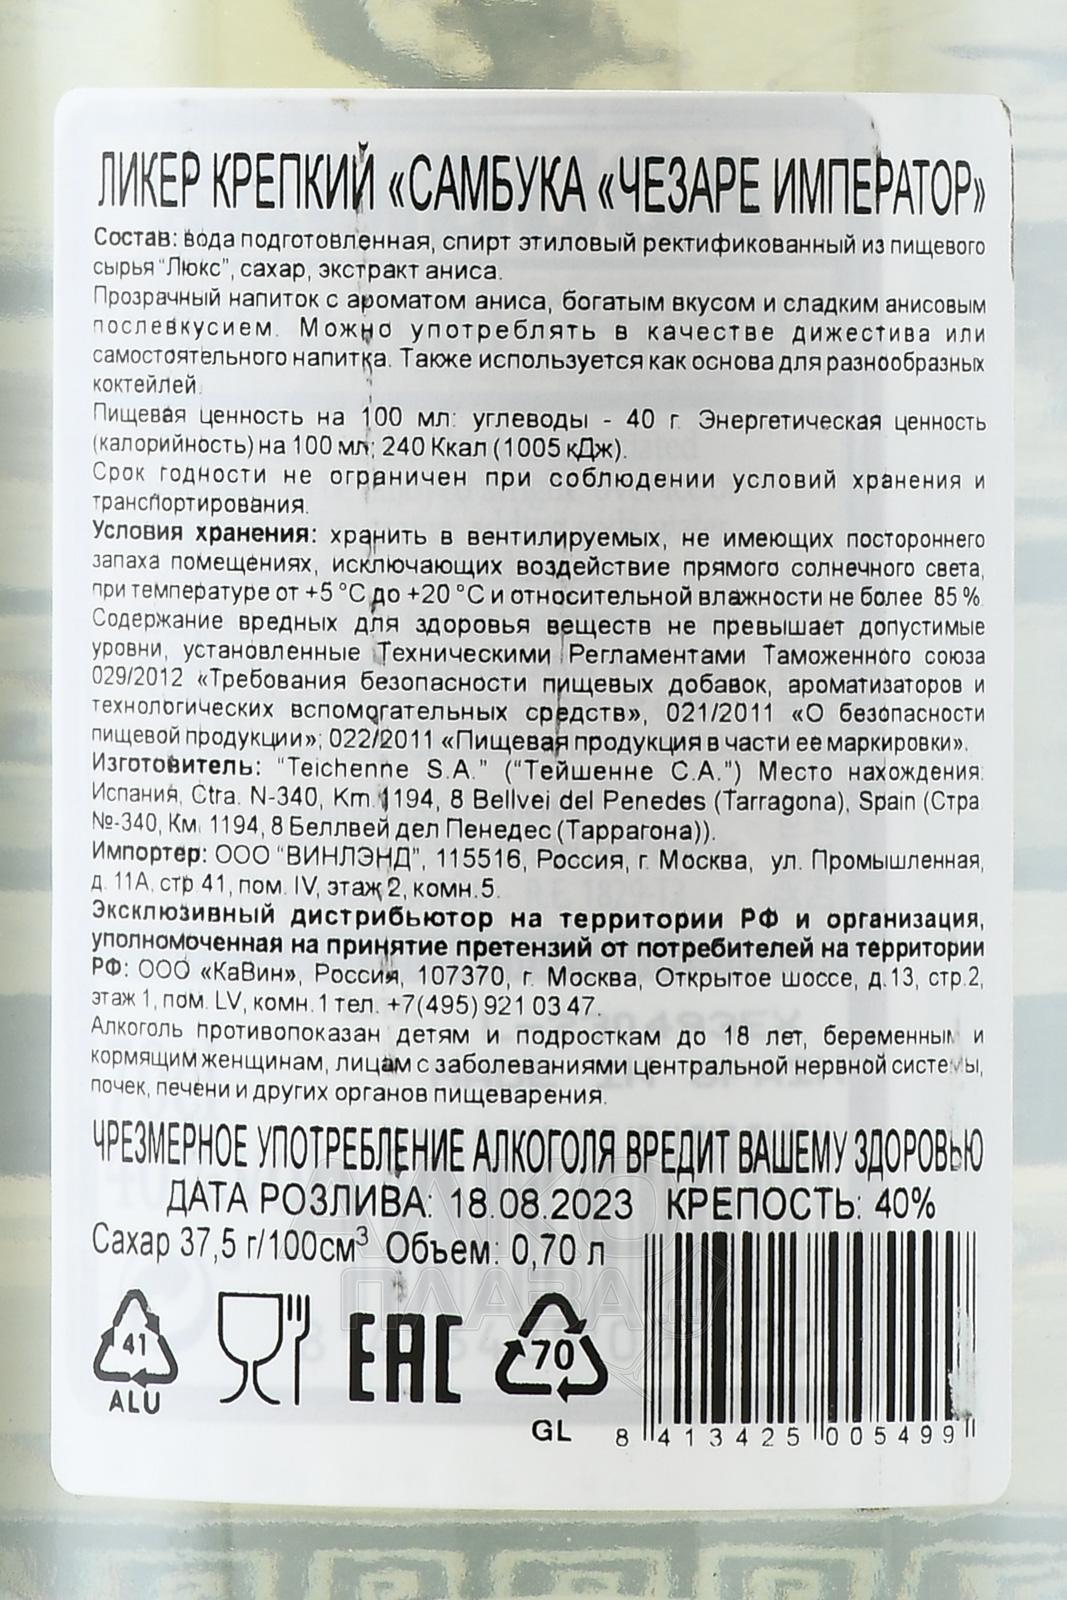 ЛИКЕР КРЕПКИЙ «САМБУКА «ЧЕЗАРЕ ИМПЕРАТОР»
Состав: вода подготовленная, спирт этиловый ректификованный из пищевого
сырья "Люкс", сахар, экстракт аниса.
Прозрачный напиток с ароматом аниса, богатым вкусом и сладким анисовым
послевкусием. Можно употреблять в качестве дижестива или
самостоятельного напитка. Также используется как основа для разнообразных
коктейлей.
Пищевая ценность на 100 мл: углеводы - 40 г. Энергетическая ценность
(калорийность) на 100 мл: 240 Ккал (1005 кДж).
Срок годности не ограничен при соблюдении условий хранения и
транспортирования.
Условия хранения: хранить в вентилируемых, не имеющих постороннего
запаха помещениях, исключающих воздействие прямого солнечного света,
при температуре от +5 °С до +20 °С и относительной влажности не более 85 %.
Содержание вредных для здоровья веществ не превышает допустимые
уровни, установленные Техническими Регламентами Таможенного союза
029/2012 «Требования безопасности пищевых добавок, ароматизаторов и
технологических вспомогательных средств», 021/2011 «О безопасности
пищевой продукции»; 022/2011 «Пищевая продукция в части ее маркировки».
Изготовитель: "Teichenne S.A." ("Тейшенне С.А.") Место нахождения:
Испания, Ctra. N-340, Km. 1194, 8 Bellvei del Penedes (Tarragona), Spain (Стра.
№-340, Км. 1194, 8 Беллвей дел Пенедес (Таррагона)).
Импортер: ООО "ВИНЛЭНД", 115516, Россия, г. Москва, ул. Промышленная,
д. 11А, стр.41, пом. IV, этаж 2, комн.5.
Эксклюзивный дистрибьютор на территории РФ и организация,
уполномоченная на принятие претензий от потребителей на территории
РФ: ООО «КаВин», Россия, 107370, г. Москва, Открытое шоссе, д.13, стр.2,
этаж 1, пом. LV, комн.1 тел. +7(495) 921 03 47.
Алкоголь противопоказан детям и подросткам до 18 лет, беременным и
кормящим женщинам, лицам с заболеваниями центральной нервной системы,
почек, печени и других органов пищеварения.
ЧРЕЗМЕРНОЕ УПОТРЕБЛЕНИЕ АЛКОГОЛЯ ВРЕДИТ ВАШЕМУ ЗДОРОВЬЮ
ДАТА РОЗЛИВА: 18.08.2023 КРЕПОСТЬ: 40%
Сахар 37,5 г/100см³ Объем: 0,70 л
41
ALU
EAC
70
GL
8 413425 005499
АЛКО
ПЛАЗА